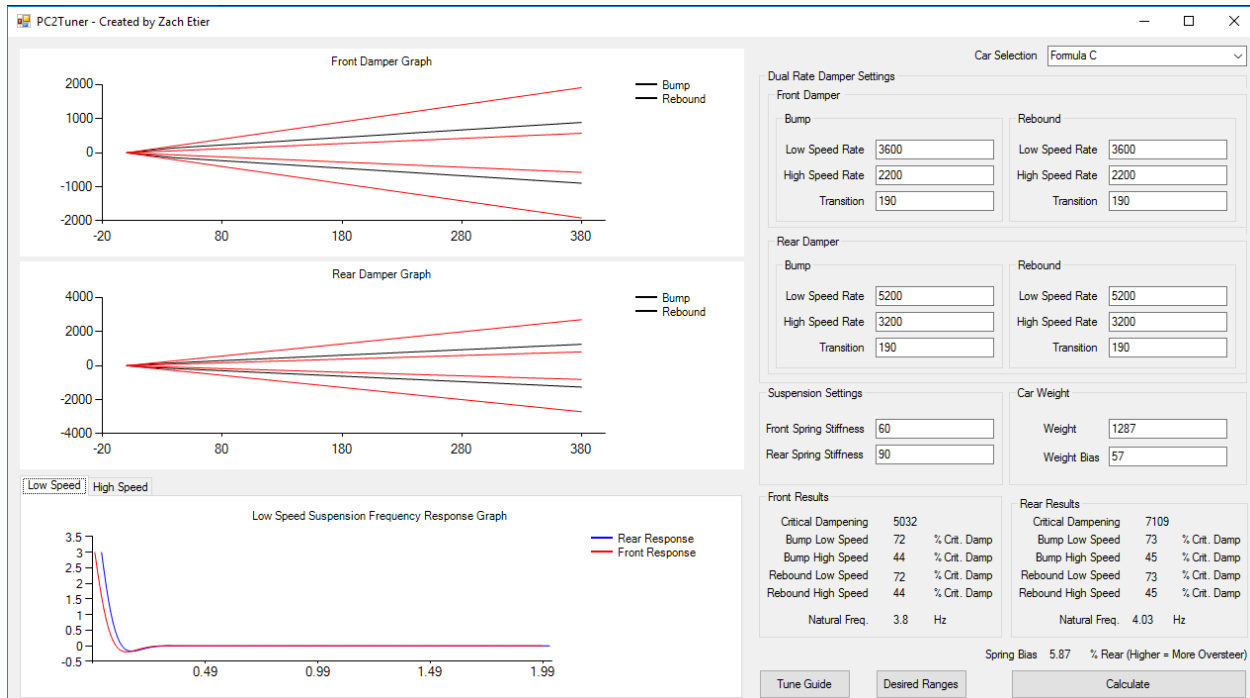 PC2Tuner - Created by Zach Etier
Front Damper Graph
Bump
Rebound
2000
1000
0
-1000
-2000
-20 80 180 280 380
Rear Damper Graph
Bump
Rebound
4000
2000
0
-2000
-4000
-20 80 180 280 380
Low Speed High Speed
Low Speed Suspension Frequency Response Graph
Rear Response
Front Response
3.5
3
2.5
2
1.5
1
0.5
0
-0.5
0.49 0.99 1.49 1.99
Car Selection Formula C
Dual Rate Damper Settings
Front Damper
Bump
Low Speed Rate 3600
High Speed Rate 2200
Transition 190
Rebound
Low Speed Rate 3600
High Speed Rate 2200
Transition 190
Rear Damper
Bump
Low Speed Rate 5200
High Speed Rate 3200
Transition 190
Rebound
Low Speed Rate 5200
High Speed Rate 3200
Transition 190
Suspension Settings
Front Spring Stiffness 60
Rear Spring Stiffness 90
Car Weight
Weight 1287
Weight Bias 57
Front Results
Critical Dampening 5032
Bump Low Speed 72 % Crit. Damp
Bump High Speed 44 % Crit. Damp
Rebound Low Speed 72 % Crit. Damp
Rebound High Speed 44 % Crit. Damp
Natural Freq. 3.8 Hz
Rear Results
Critical Dampening 7109
Bump Low Speed 73 % Crit. Damp
Bump High Speed 45 % Crit. Damp
Rebound Low Speed 73 % Crit. Damp
Rebound High Speed 45 % Crit. Damp
Natural Freq. 4.03 Hz
Spring Bias 5.87 % Rear (Higher = More Oversteer)
Tune Guide Desired Ranges Calculate